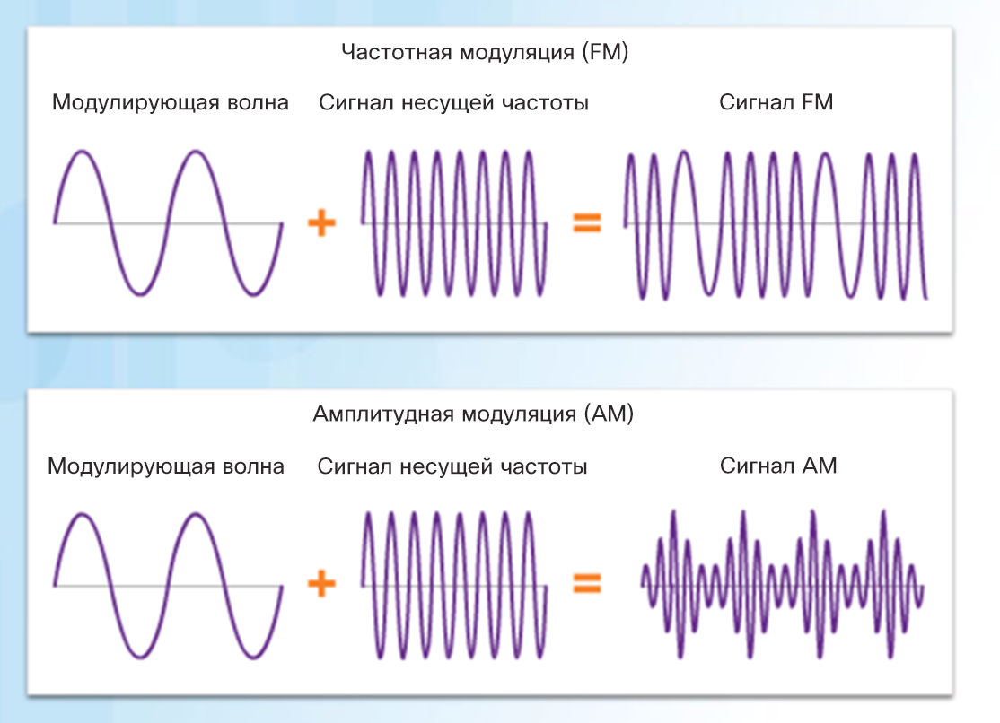 Частотная модуляция (FM)
Модулирующая волна Сигнал несущей частоты Сигнал FM
+ =
Амплитудная модуляция (AM)
Модулирующая волна Сигнал несущей частоты Сигнал AM
+ =